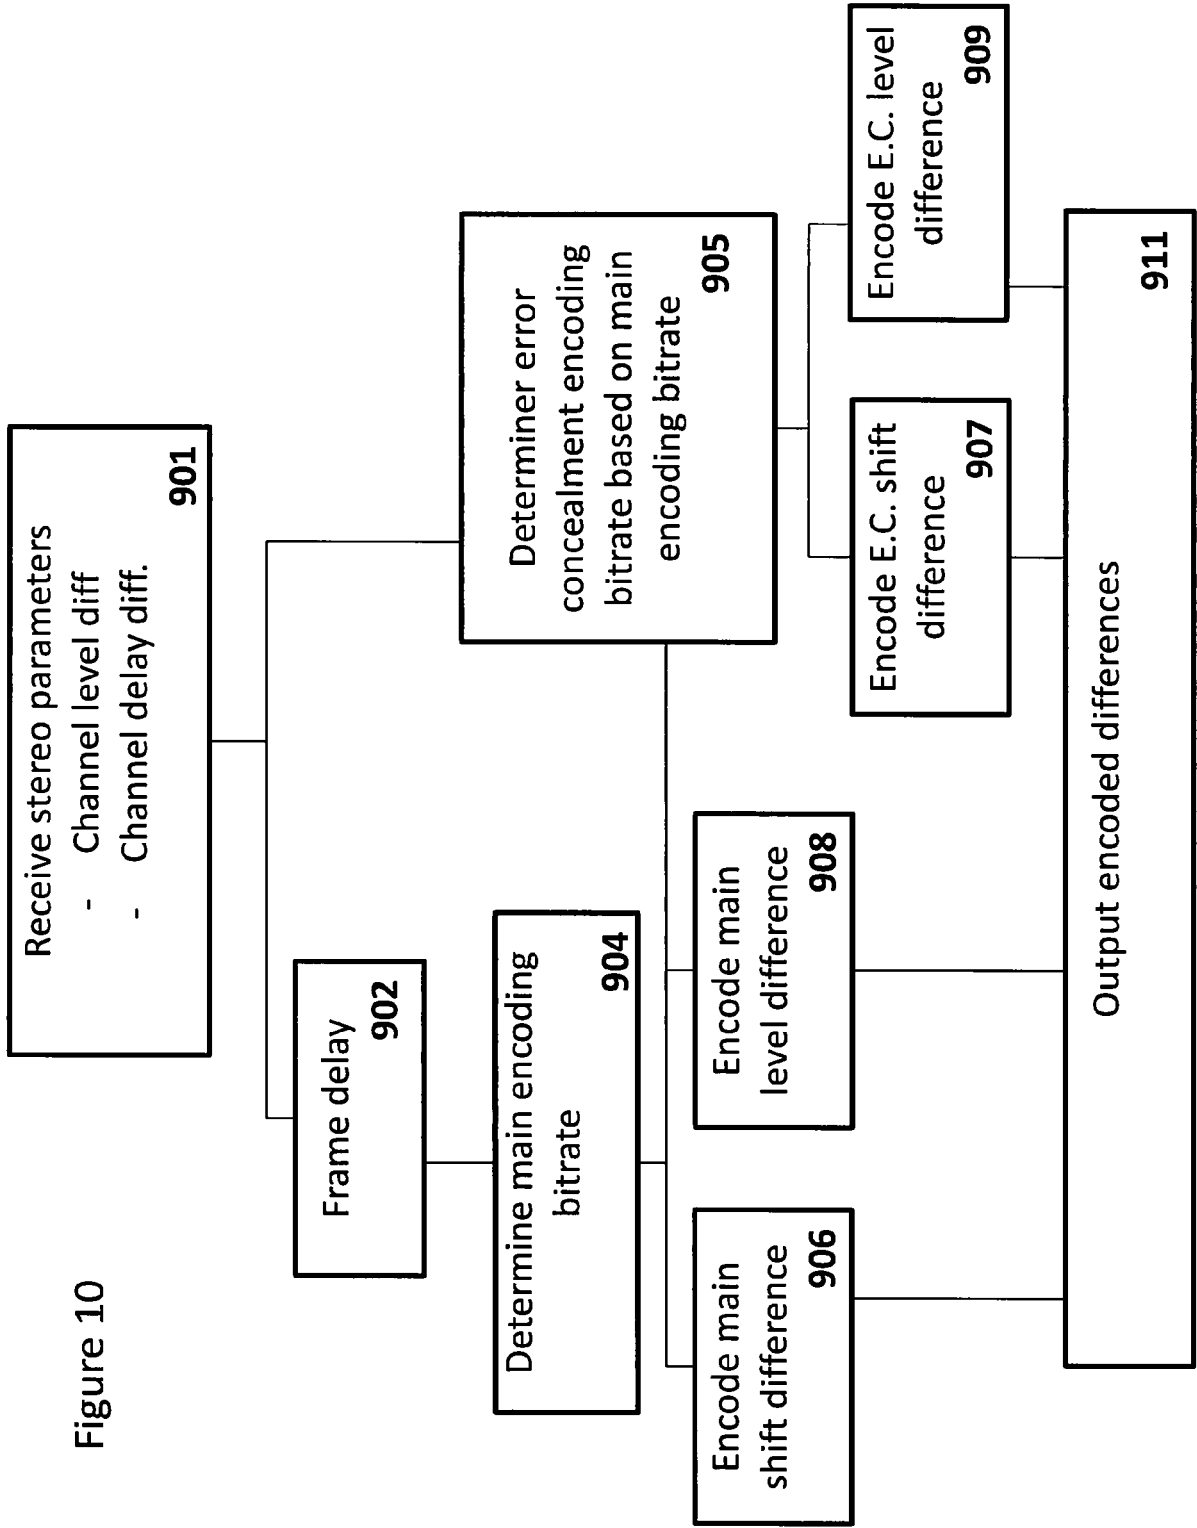 Figure 10
Receive stereo parameters
- Channel level diff
- Channel delay diff.
901
Frame delay
902
Determine main encoding
bitrate
904
Determiner error
concealment encoding
bitrate based on main
encoding bitrate
905
Encode main
shift difference
906
Encode main
level difference
908
Encode E.C. shift
difference
907
Encode E.C. level
difference
909
Output encoded differences
911